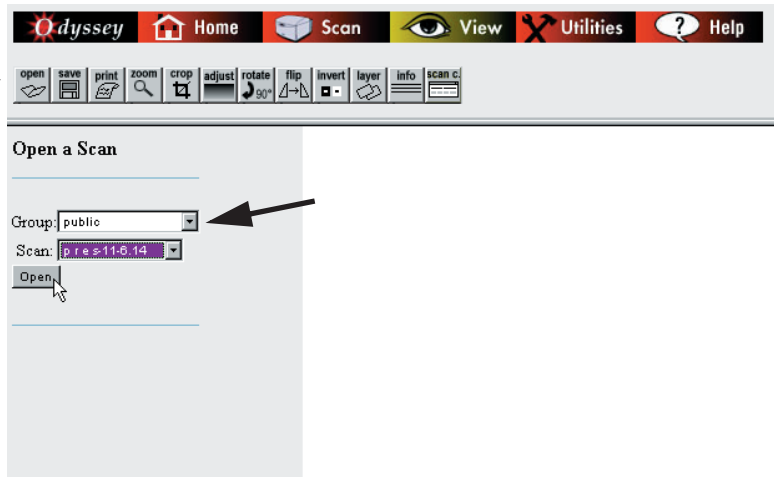 Odyssey Home Scan View Utilities Help
open save print zoom crop adjust rotate flip invert layer info scan c.
90°
Open a Scan
Group: public
Scan: pres-11-6.14
Open